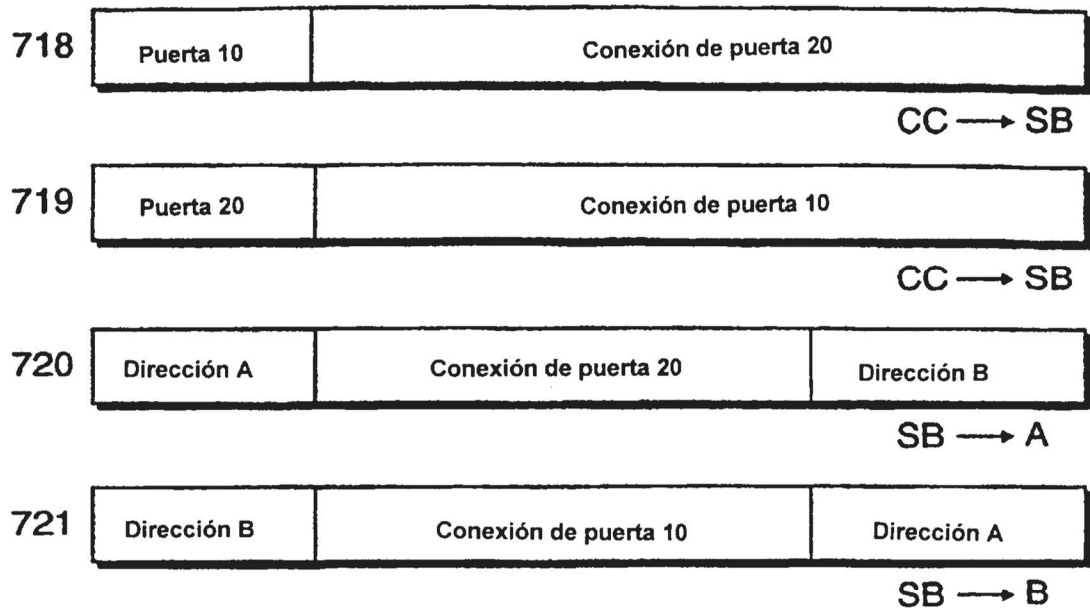 718 Puerta 10 Conexión de puerta 20
CC → SB
719 Puerta 20 Conexión de puerta 10
CC → SB
720 Dirección A Conexión de puerta 20 Dirección B
SB → A
721 Dirección B Conexión de puerta 10 Dirección A
SB → B